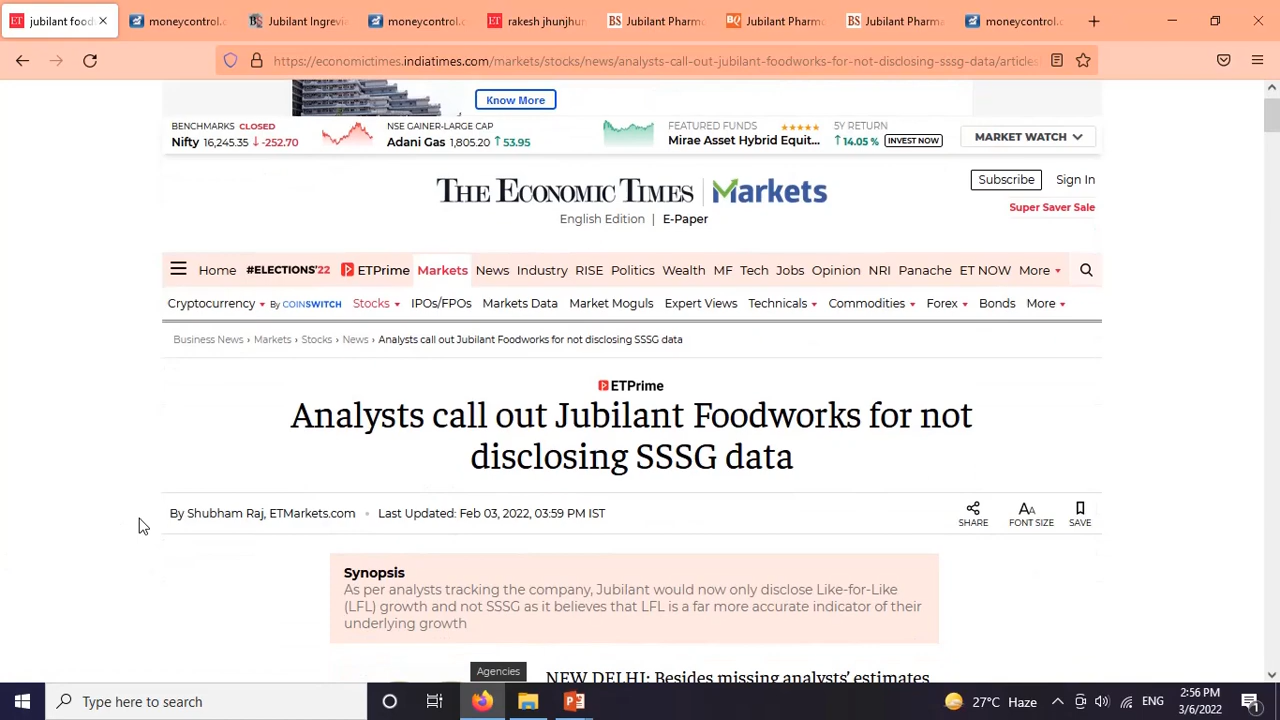 jubilant foo
moneycontrol.c
Jubilant Ingrevi
moneycontrol.c
rakesh jhunjhun
Jubilant Pharmo
Jubilant Pharmo
Jubilant Pharma
moneycontrol.c
https://economictimes.indiatimes.com/markets/stocks/news/analysts-call-out-jubilant-foodworks-for-not-disclosing-sssg-data/articles
Know More
BENCHMARKS CLOSED
Nifty 16,245.35 -252.70
NSE GAINER-LARGE CAP
Adani Gas 1,805.20 53.95
FEATURED FUNDS
Mirae Asset Hybrid Equit...
5Y RETURN
14.05 % INVEST NOW
MARKET WATCH
THE ECONOMIC TIMES | Markets
English Edition | E-Paper
Subscribe Sign In
Super Saver Sale
Home #ELECTIONS'22 ETPrime Markets News Industry RISE Politics Wealth MF Tech Jobs Opinion NRI Panache ET NOW More
Cryptocurrency By COINSWITCH Stocks IPOs/FPOs Markets Data Market Moguls Expert Views Technicals Commodities Forex Bonds More
Business News › Markets › Stocks › News › Analysts call out Jubilant Foodworks for not disclosing SSSG data
ETPrime
Analysts call out Jubilant Foodworks for not
disclosing SSSG data
By Shubham Raj, ETMarkets.com • Last Updated: Feb 03, 2022, 03:59 PM IST
SHARE
FONT SIZE
SAVE
Synopsis
As per analysts tracking the company, Jubilant would now only disclose Like-for-Like
(LFL) growth and not SSSG as it believes that LFL is a far more accurate indicator of their
underlying growth
Agencies
NEW DELHI: Besides missing analysts' estimates
Type here to search
27°C Haze
ENG
2:56 PM
3/6/2022